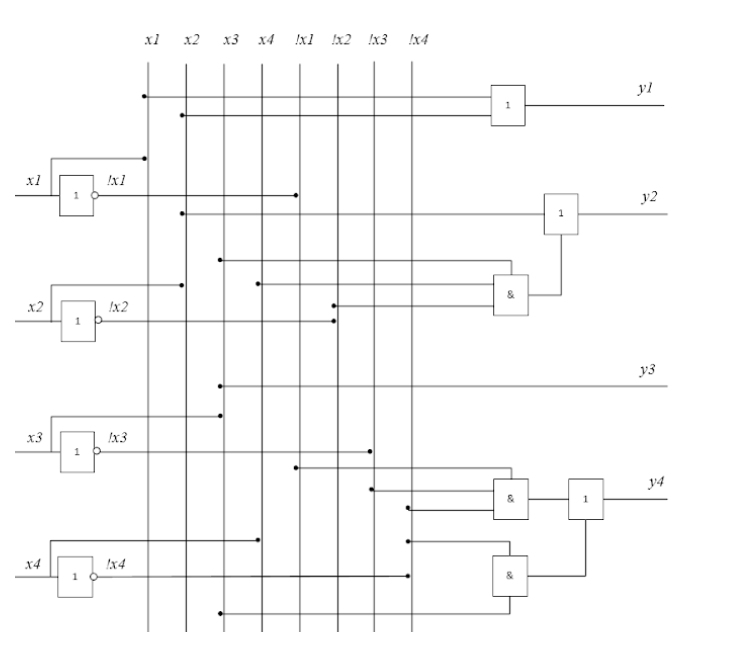 x1 x2 x3 x4 !x1 !x2 !x3 !x4
y1
1
x1 1 !x1
y2
1
&
x2 1 !x2
y3
x3 1 !x3
y4
& 1
x4 1 !x4
&